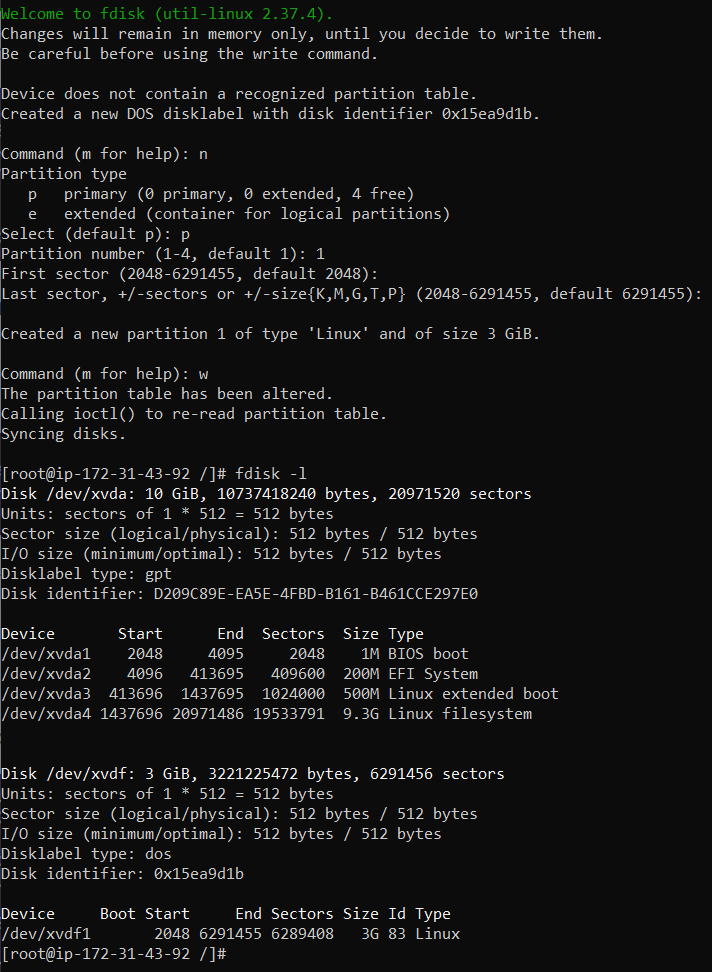 Welcome to fdisk (util-linux 2.37.4).
Changes will remain in memory only, until you decide to write them.
Be careful before using the write command.

Device does not contain a recognized partition table.
Created a new DOS disklabel with disk identifier 0x15ea9d1b.

Command (m for help): n
Partition type
   p   primary (0 primary, 0 extended, 4 free)
   e   extended (container for logical partitions)
Select (default p): p
Partition number (1-4, default 1): 1
First sector (2048-6291455, default 2048):
Last sector, +/-sectors or +/-size{K,M,G,T,P} (2048-6291455, default 6291455):

Created a new partition 1 of type 'Linux' and of size 3 GiB.

Command (m for help): w
The partition table has been altered.
Calling ioctl() to re-read partition table.
Syncing disks.

[root@ip-172-31-43-92 /]# fdisk -l
Disk /dev/xvda: 10 GiB, 10737418240 bytes, 20971520 sectors
Units: sectors of 1 * 512 = 512 bytes
Sector size (logical/physical): 512 bytes / 512 bytes
I/O size (minimum/optimal): 512 bytes / 512 bytes
Disklabel type: gpt
Disk identifier: D209C89E-EA5E-4FBD-B161-B461CCE297E0

Device       Start      End  Sectors  Size Type
/dev/xvda1    2048     4095     2048    1M BIOS boot
/dev/xvda2    4096   413695   409600  200M EFI System
/dev/xvda3  413696  1437695  1024000  500M Linux extended boot
/dev/xvda4 1437696 20971486 19533791  9.3G Linux filesystem


Disk /dev/xvdf: 3 GiB, 3221225472 bytes, 6291456 sectors
Units: sectors of 1 * 512 = 512 bytes
Sector size (logical/physical): 512 bytes / 512 bytes
I/O size (minimum/optimal): 512 bytes / 512 bytes
Disklabel type: dos
Disk identifier: 0x15ea9d1b

Device     Boot Start     End Sectors Size Id Type
/dev/xvdf1       2048 6291455 6289408   3G 83 Linux
[root@ip-172-31-43-92 /]#